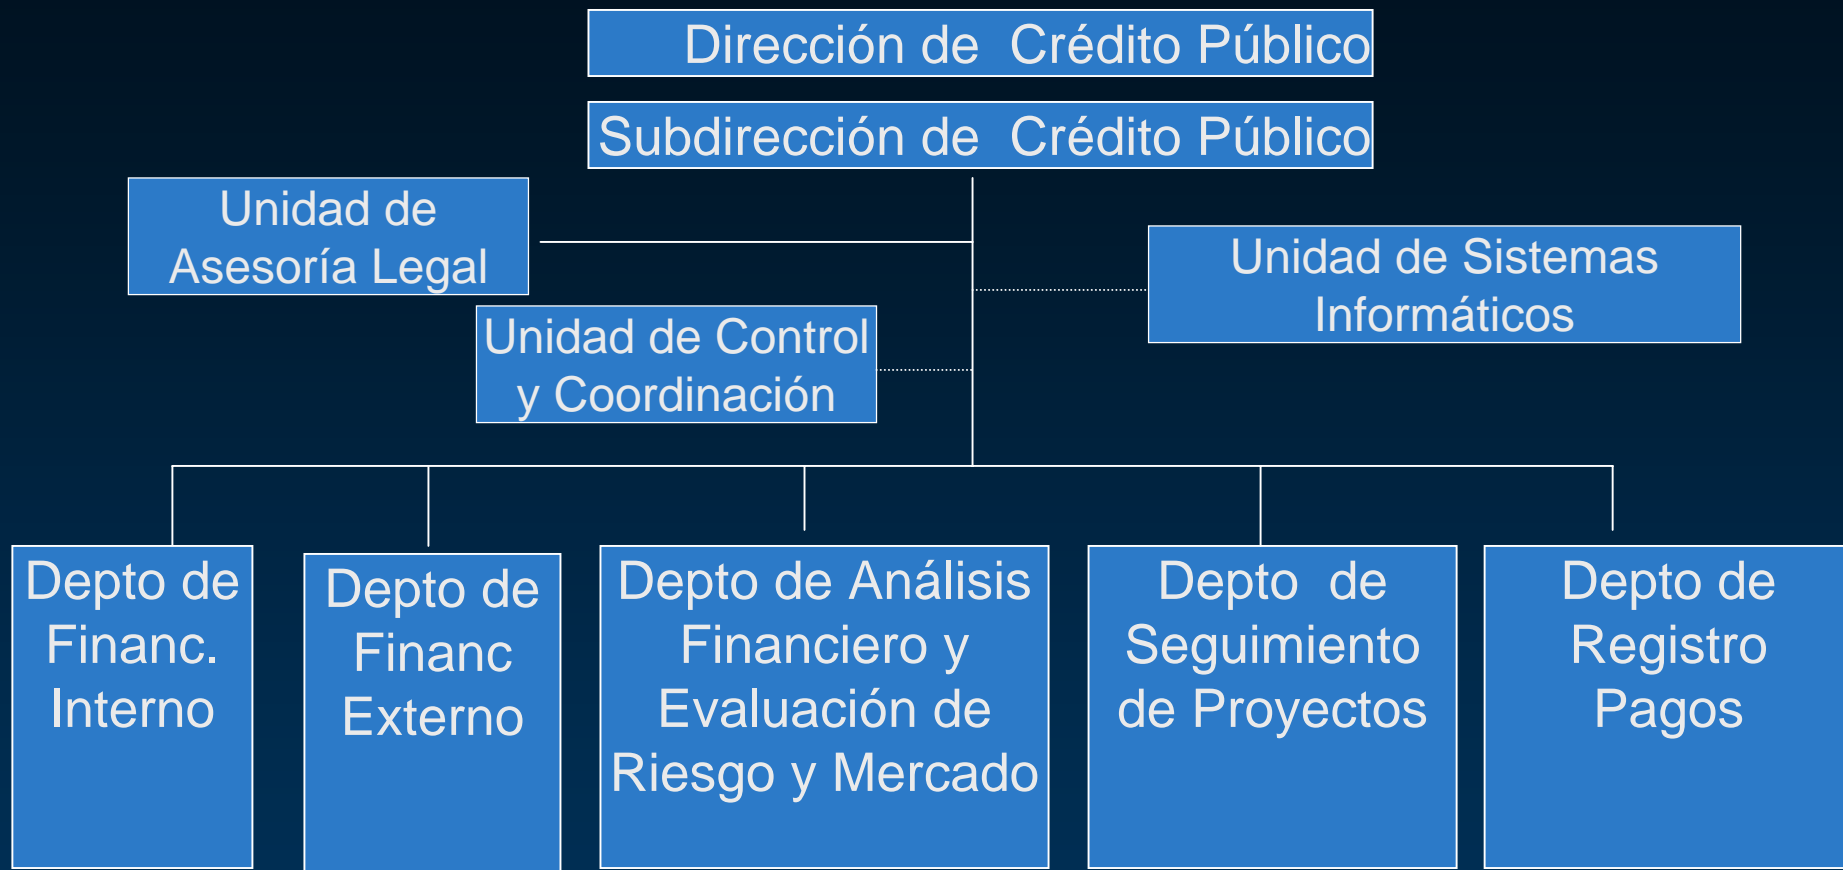 Dirección de  Crédito Público
Subdirección de  Crédito Público
Unidad de
Asesoría Legal
Unidad de Sistemas
Informáticos
Unidad de Control
y Coordinación
Depto de
Financ.
Interno
Depto de
Financ
Externo
Depto de Análisis
Financiero y
Evaluación de
Riesgo y Mercado
Depto  de
Seguimiento
de Proyectos
Depto de
Registro
Pagos